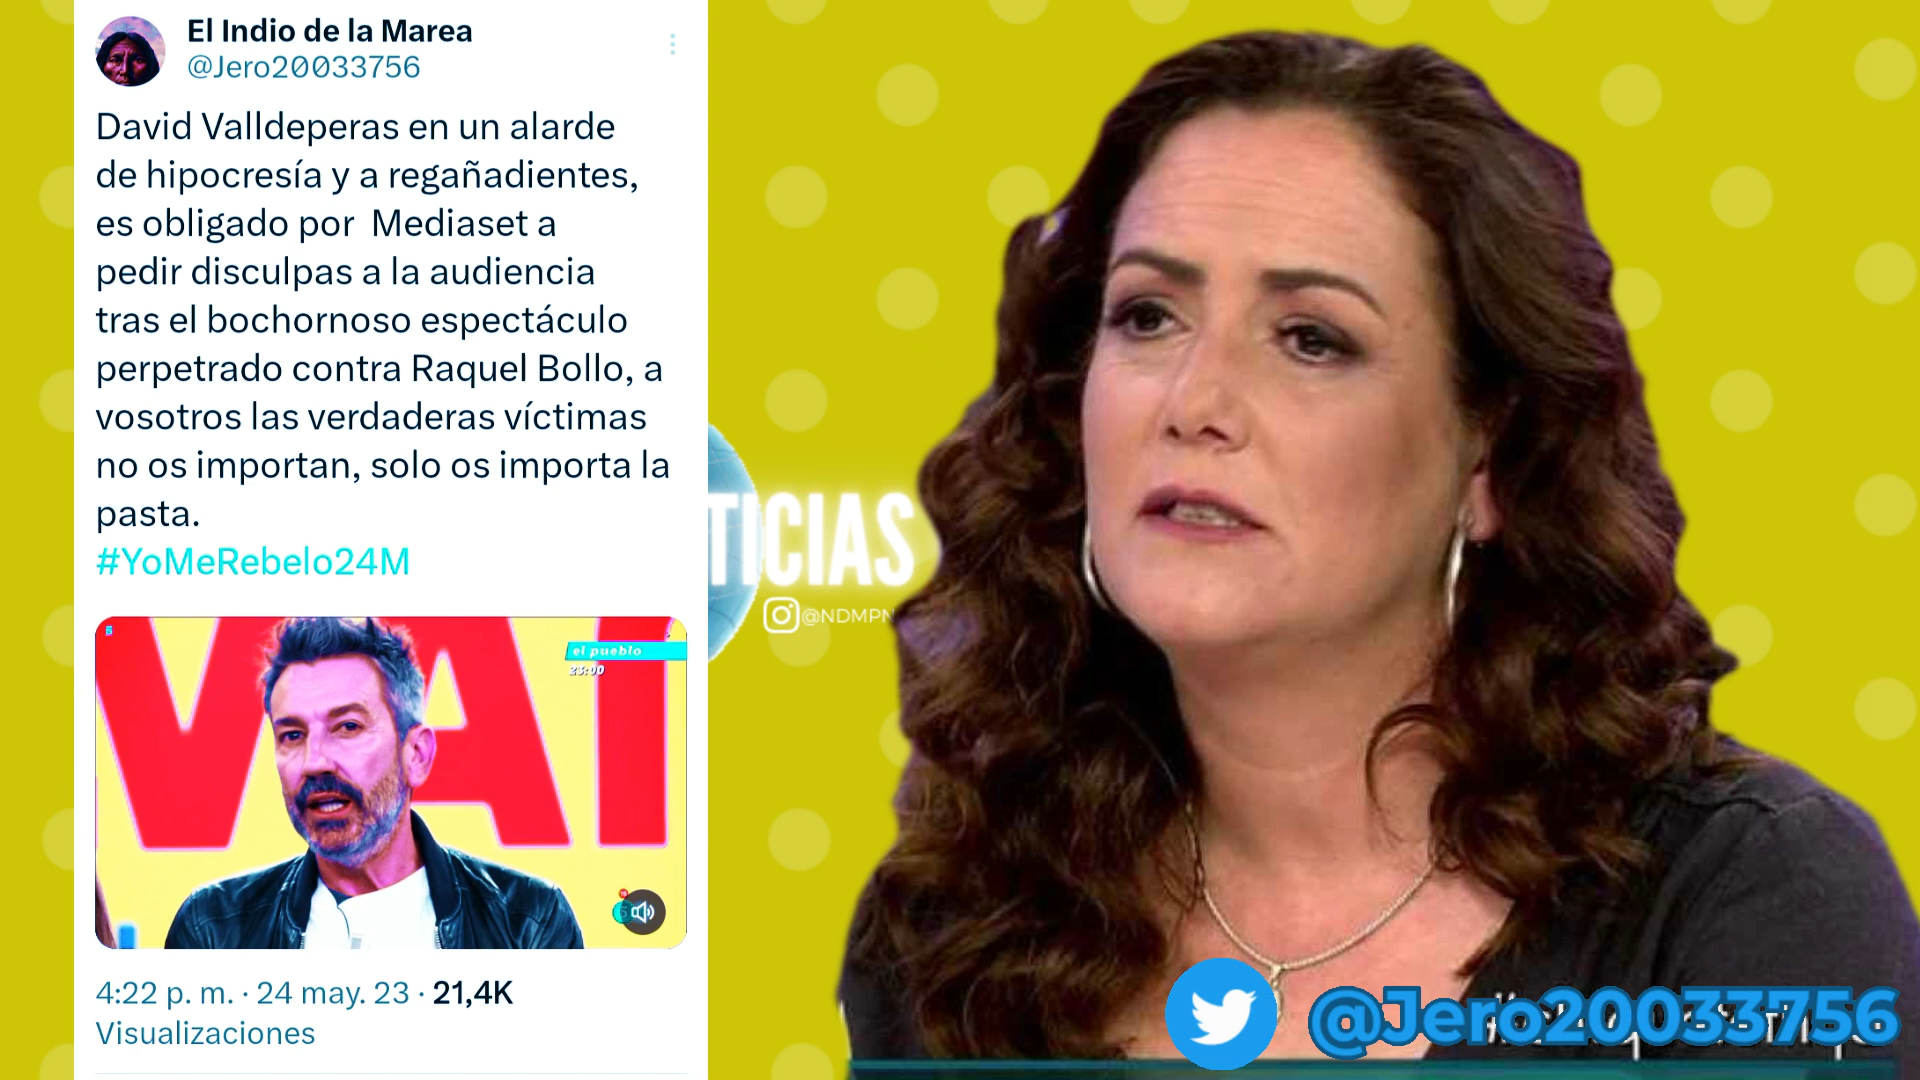 El Indio de la Marea
@Jero20033756
David Valldeperas en un alarde
de hipocresía y a regañadientes,
es obligado por Mediaset a
pedir disculpas a la audiencia
tras el bochornoso espectáculo
perpetrado contra Raquel Bollo, a
vosotros las verdaderas víctimas
no os importan, solo os importa la
pasta.
#YoMeRebelo24M
5
el pueblo
23:00
VAI
4:22 p. m. · 24 may. 23 · 21,4K
Visualizaciones
TICIAS
@NDMPN
@Jero20033756